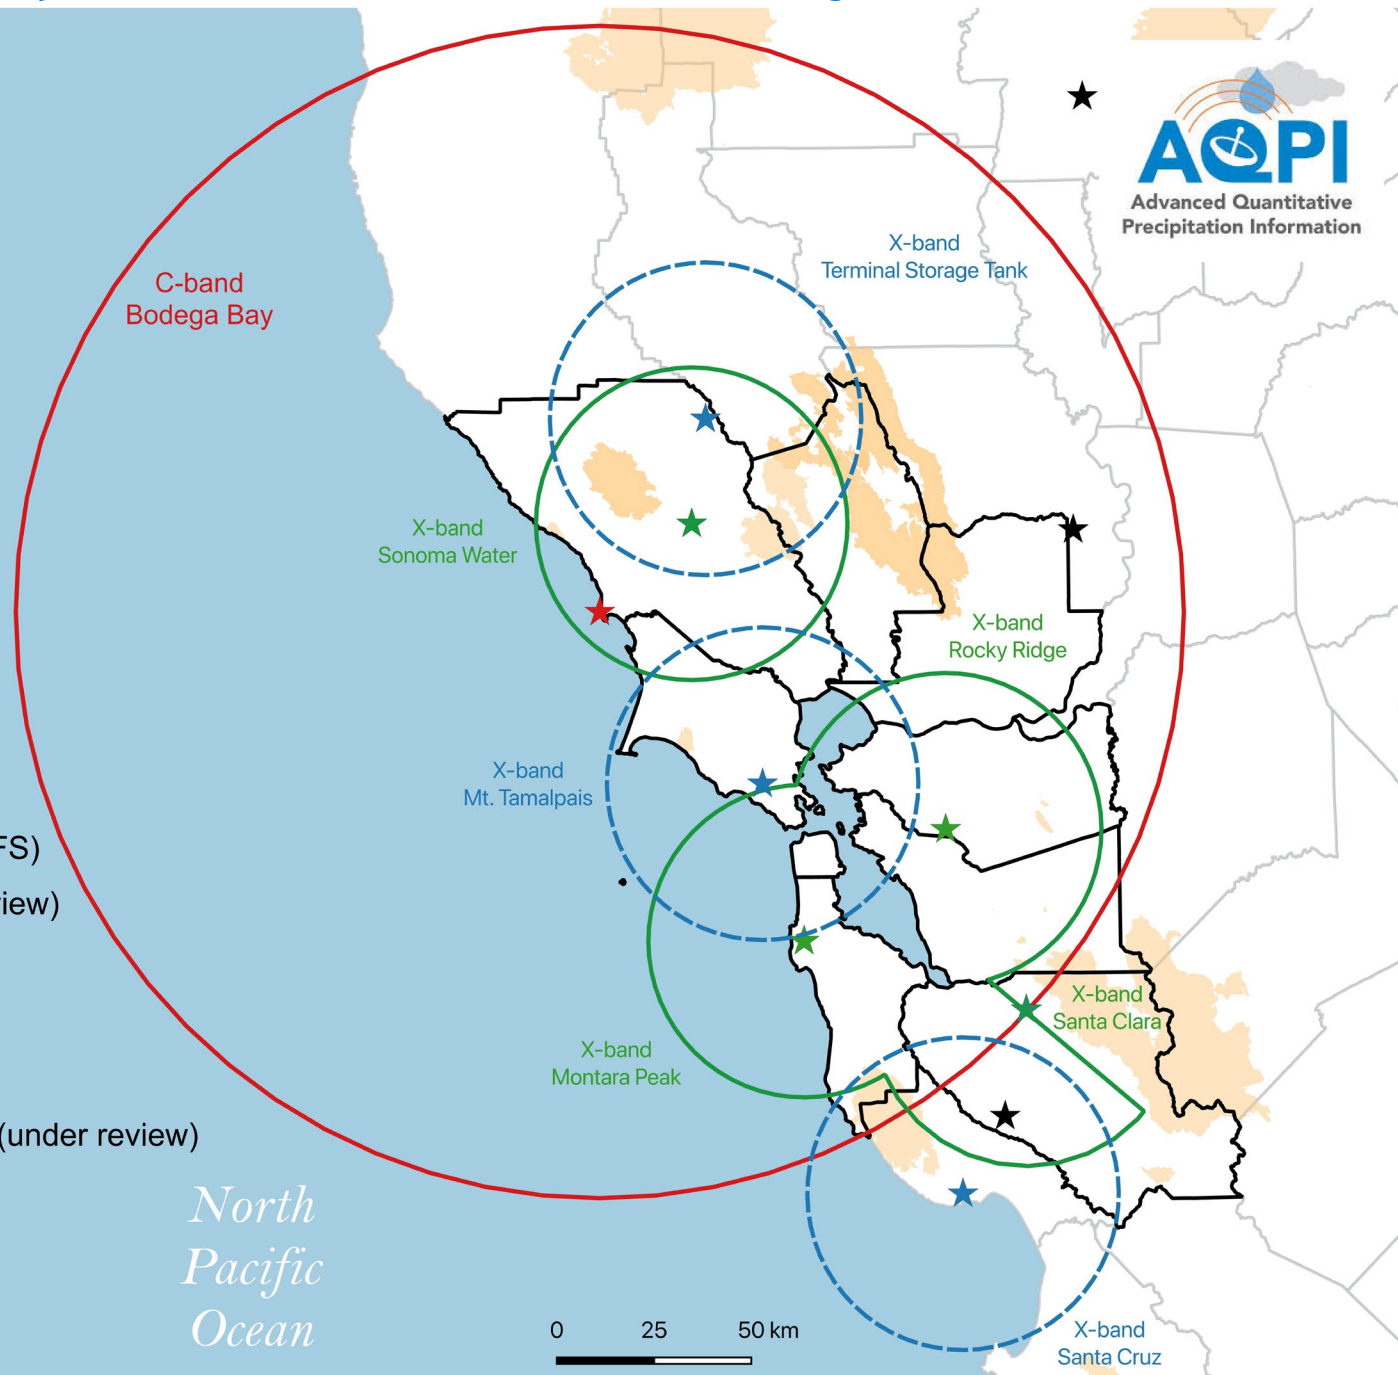 AQPI
Advanced Quantitative
Precipitation Information
X-band
Terminal Storage Tank
C-band
Bodega Bay
X-band
Sonoma Water
X-band
Rocky Ridge
X-band
Mt. Tamalpais
FS)
iew)
X-band
Santa Clara
X-band
Montara Peak
(under review)
North
Pacific
Ocean
0 25 50 km
X-band
Santa Cruz